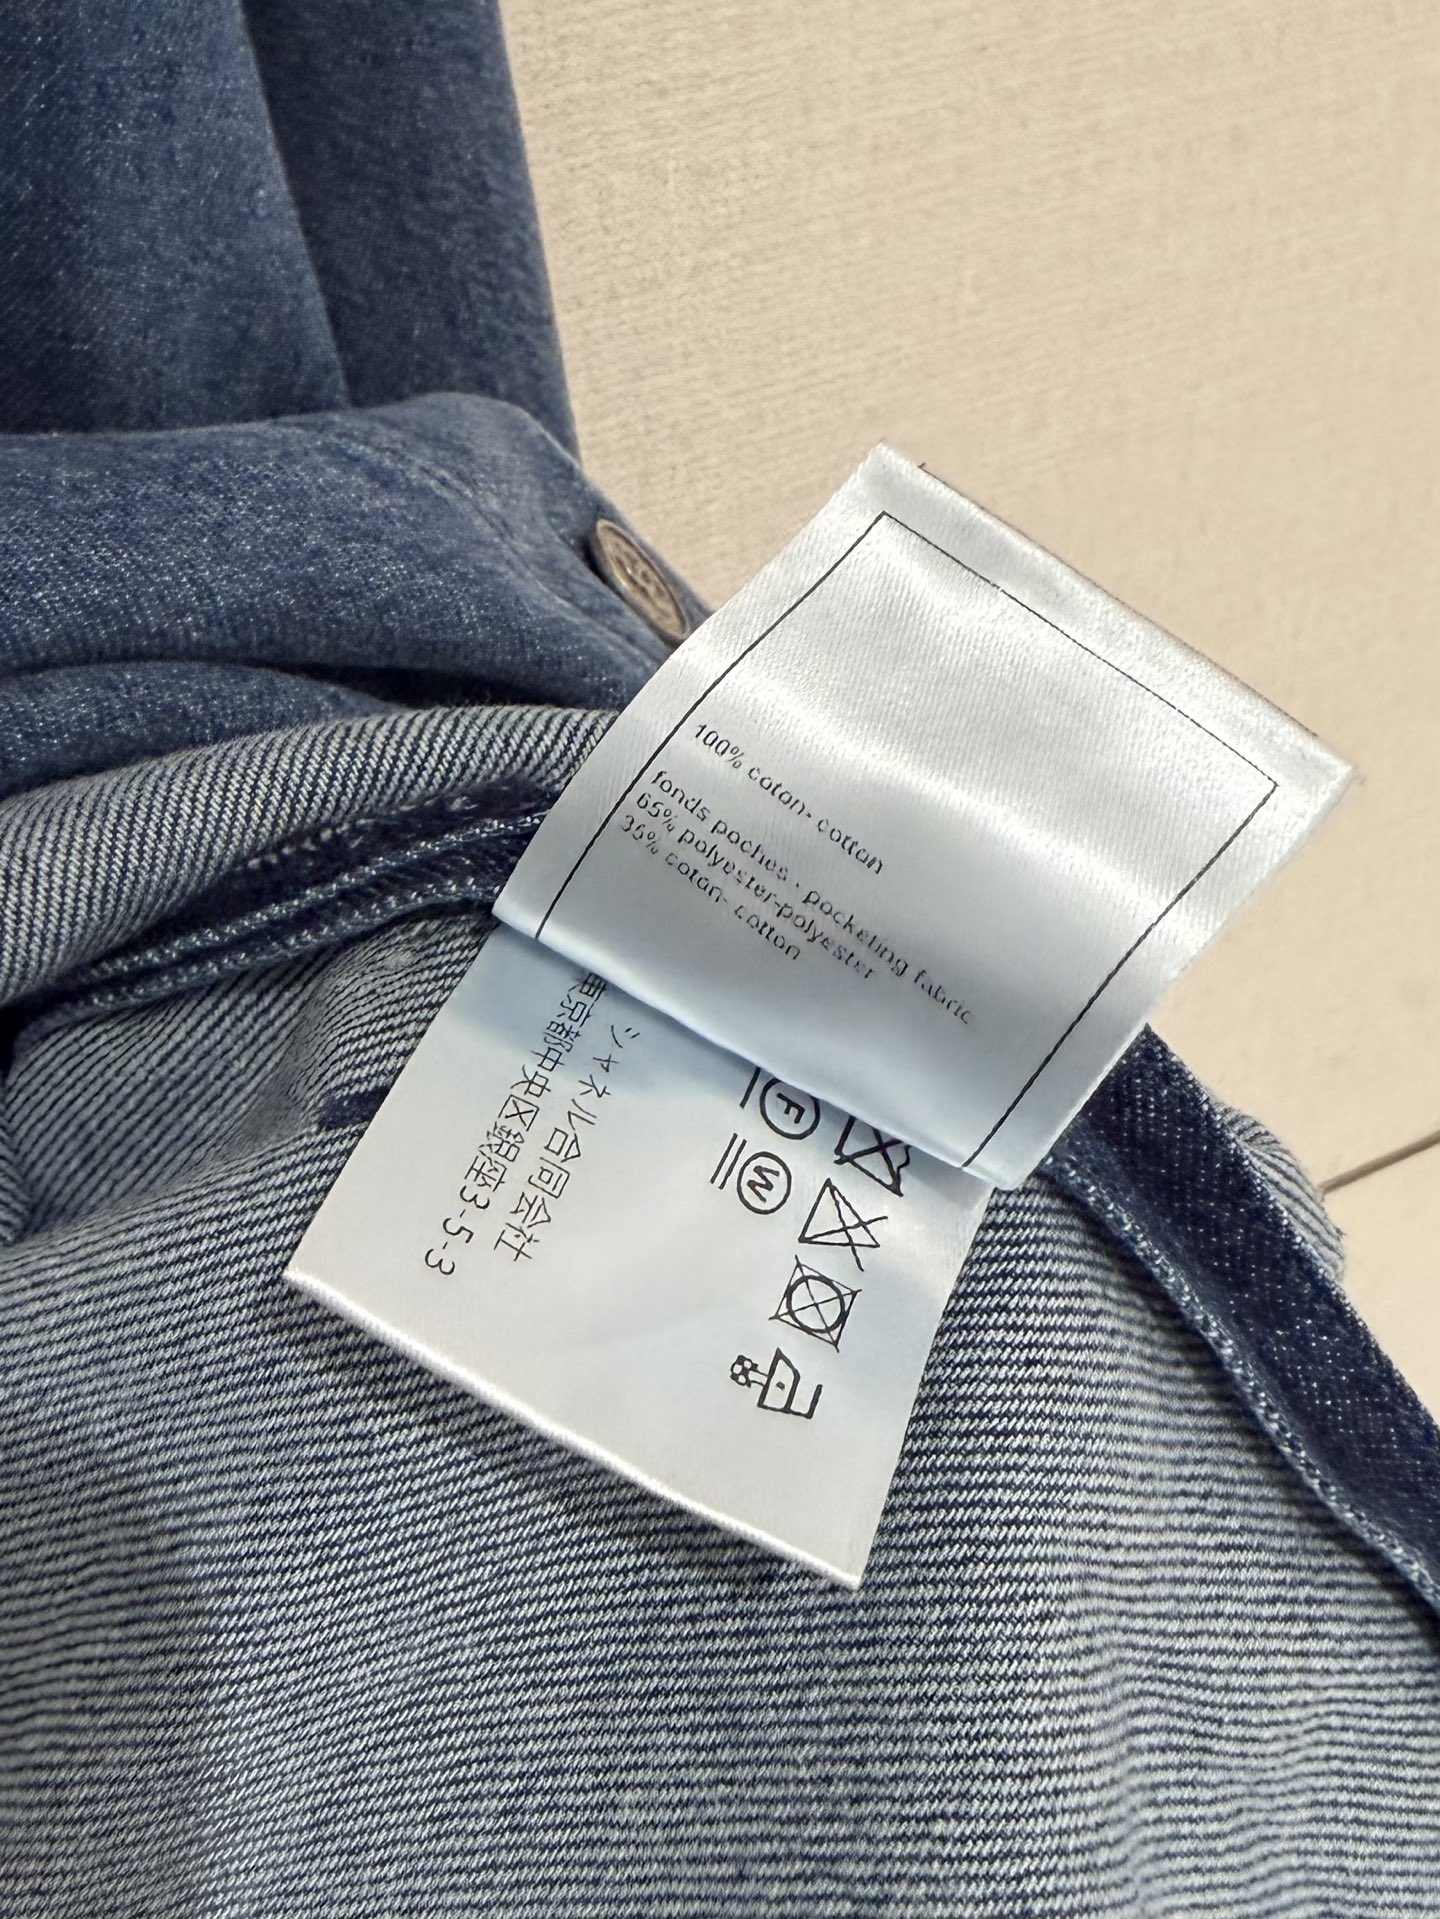 100% coton - cotton
fonds poches - pocketing fabric
65% polyester-polyester
35% coton- cotton
シャネル合同会社
東京都中央区銀座3-5-3
F
W